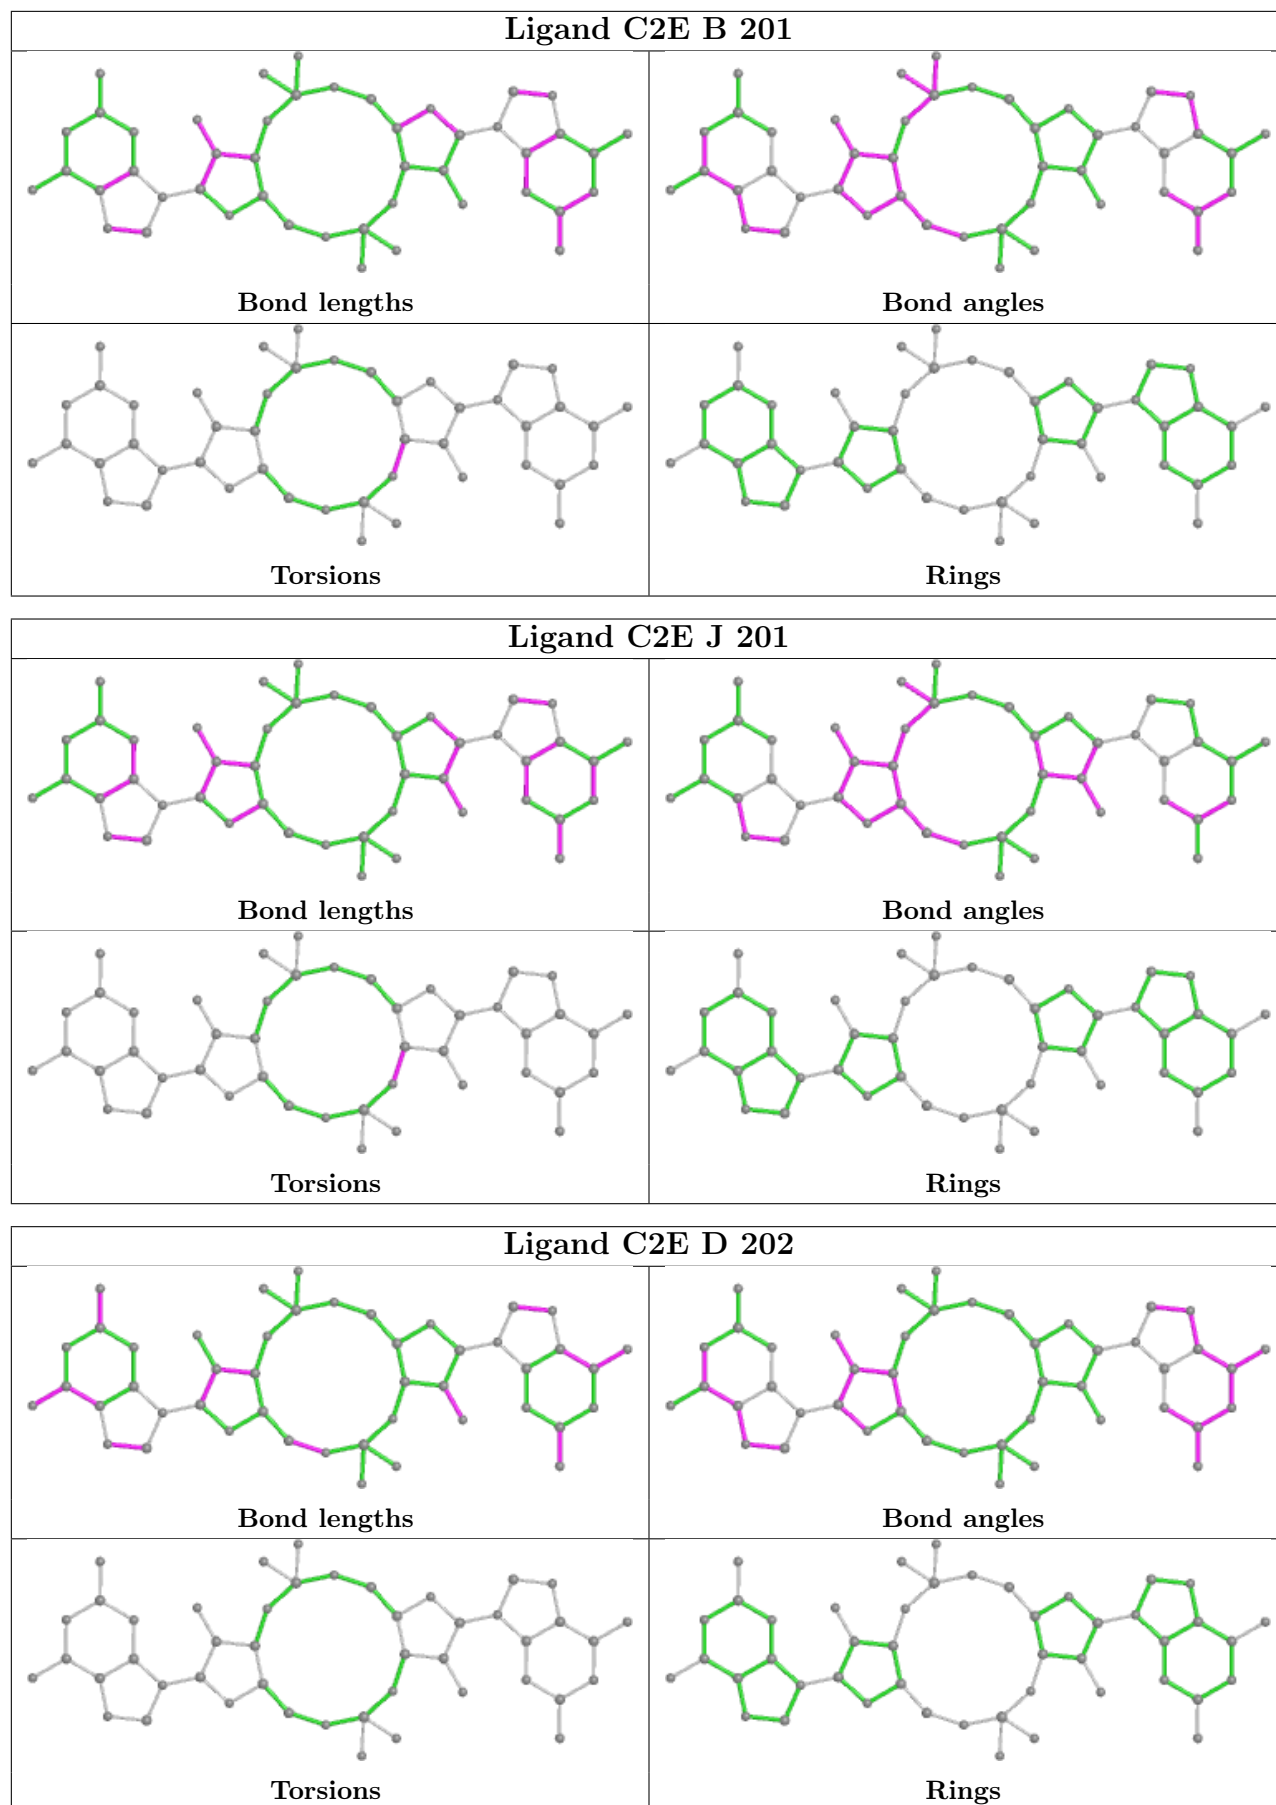 Ligand C2E B 201
Bond lengths
Bond angles
Torsions
Rings
Ligand C2E J 201
Bond lengths
Bond angles
Torsions
Rings
Ligand C2E D 202
Bond lengths
Bond angles
Torsions
Rings